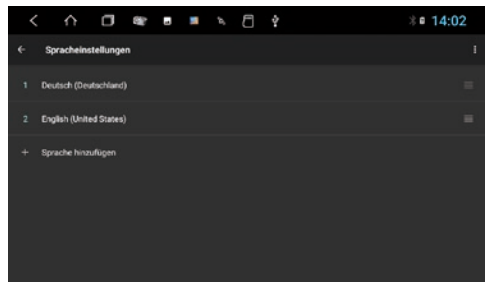 14:02
Spracheinstellungen
1 Deutsch (Deutschland)
2 English (United States)
+ Sprache hinzufügen